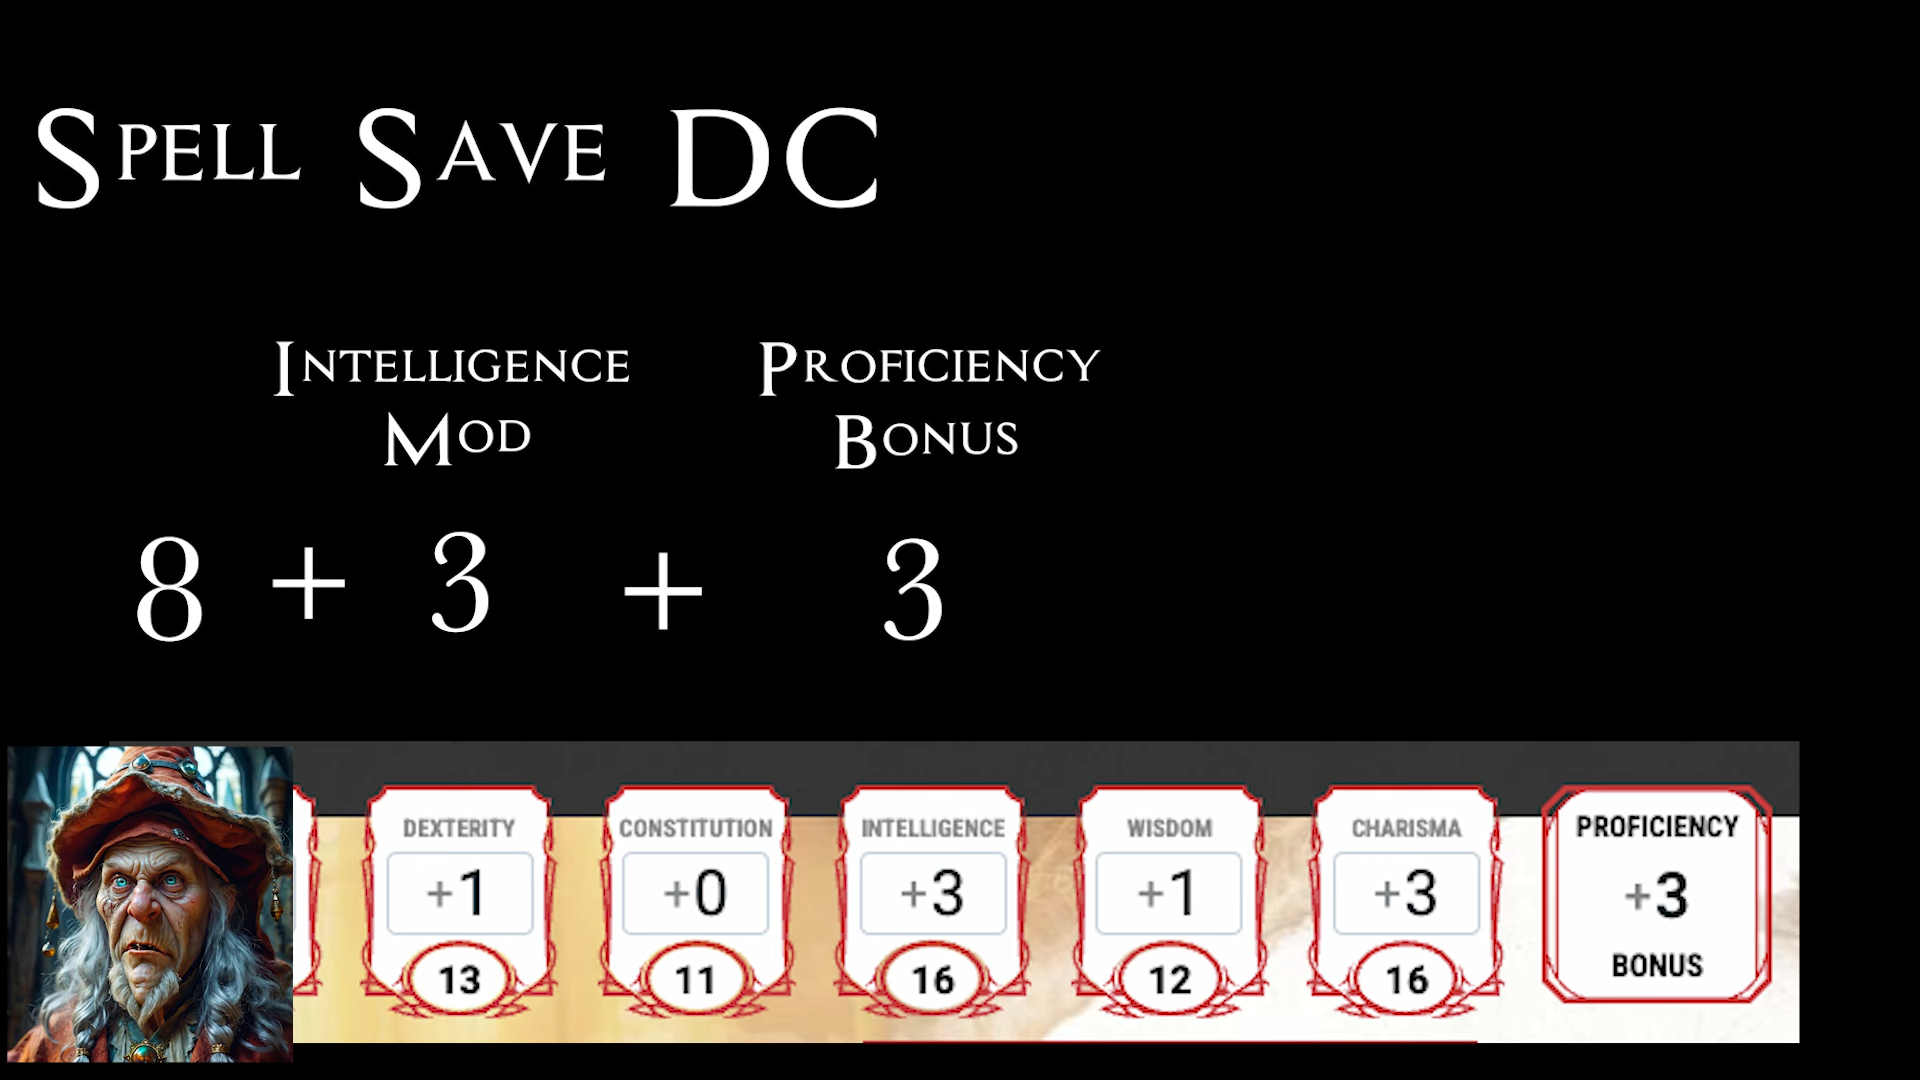 Spell Save DC
Intelligence Mod
Proficiency Bonus
8 + 3 + 3
DEXTERITY
+1
13
CONSTITUTION
+0
11
INTELLIGENCE
+3
16
WISDOM
+1
12
CHARISMA
+3
16
PROFICIENCY
+3
BONUS